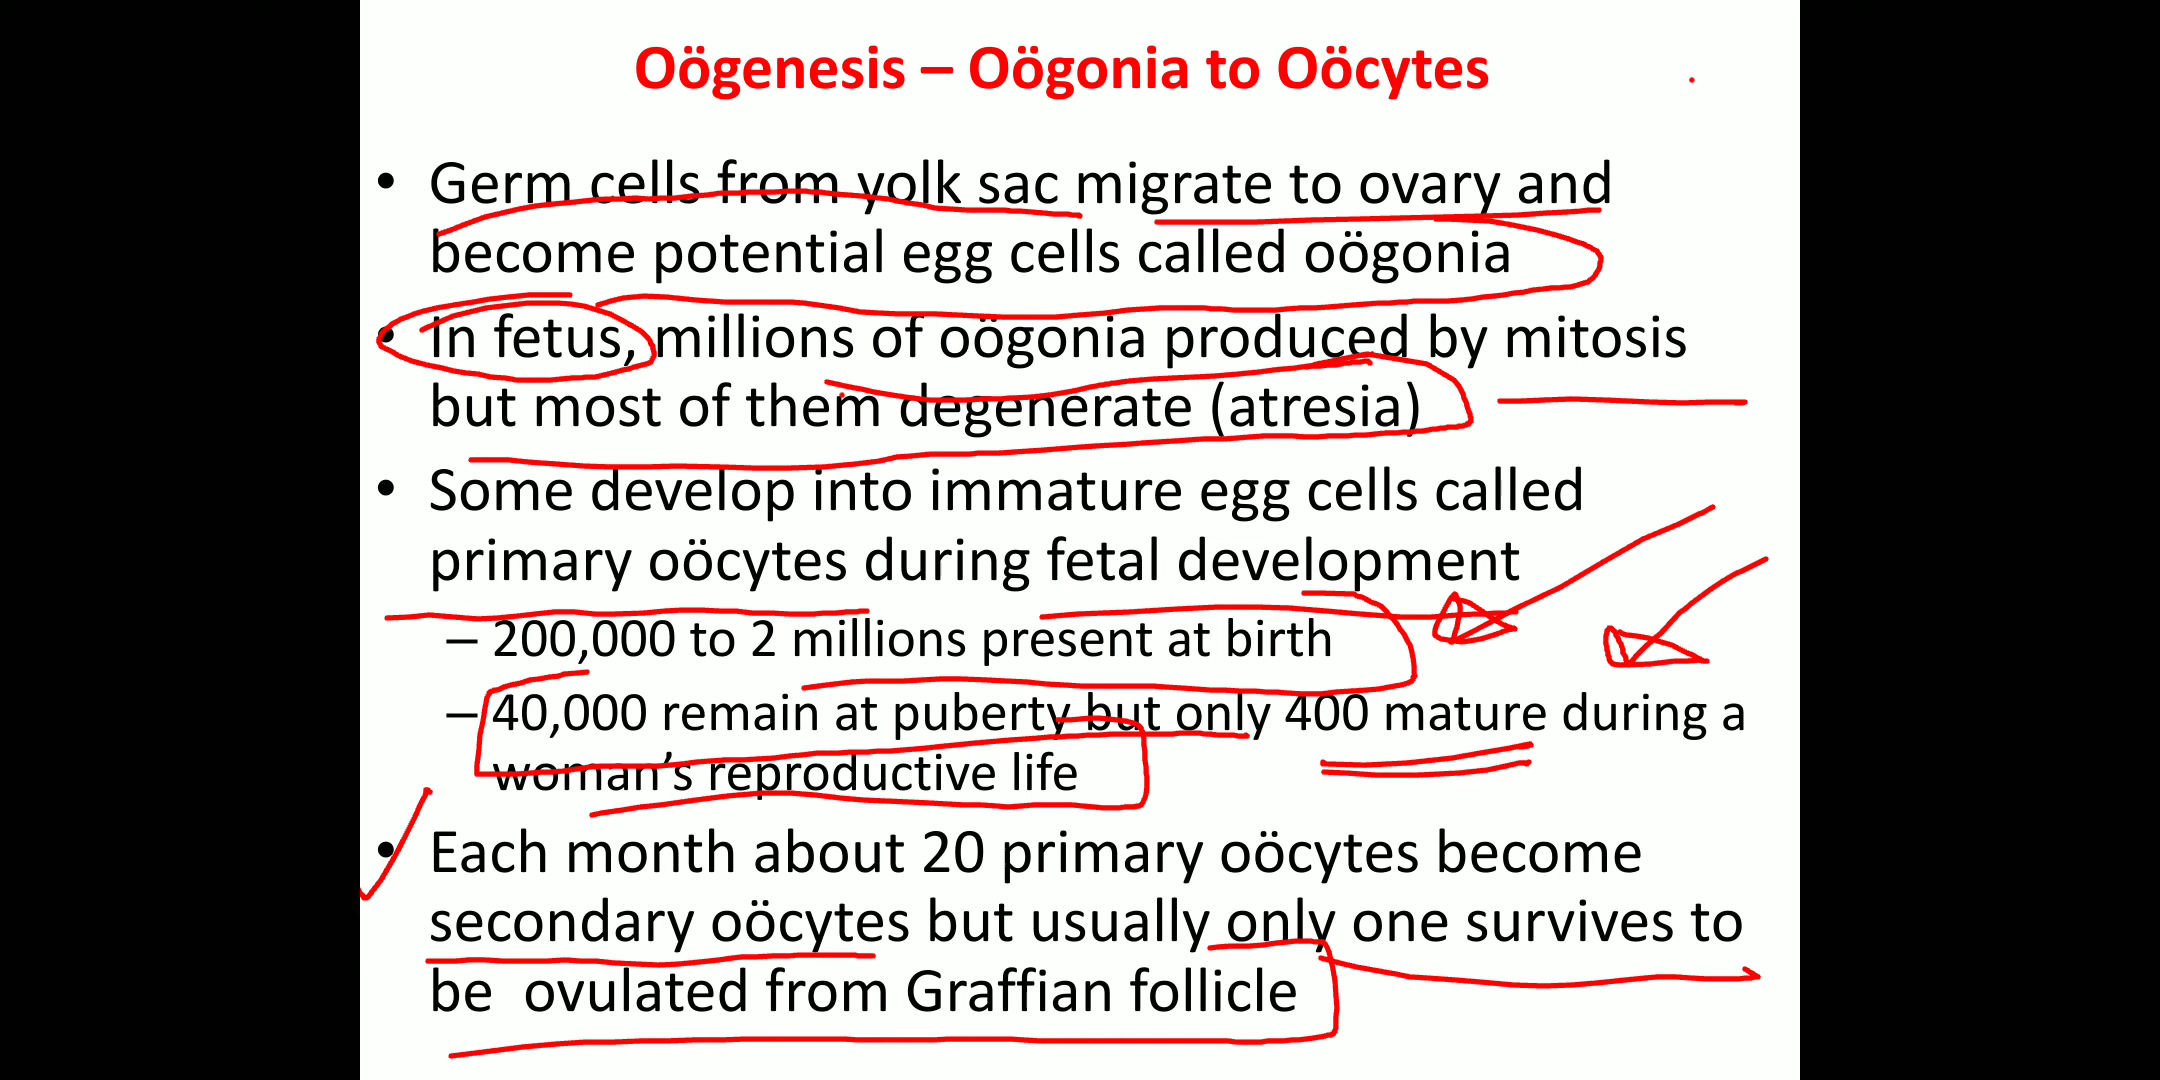 Oögenesis – Oögonia to Oöcytes
• Germ cells from yolk sac migrate to ovary and
become potential egg cells called oögonia
• In fetus, millions of oögonia produced by mitosis
but most of them degenerate (atresia)
• Some develop into immature egg cells called
primary oöcytes during fetal development
– 200,000 to 2 millions present at birth
– 40,000 remain at puberty but only 400 mature during a
woman’s reproductive life
• Each month about 20 primary oöcytes become
secondary oöcytes but usually only one survives to
be  ovulated from Graffian follicle